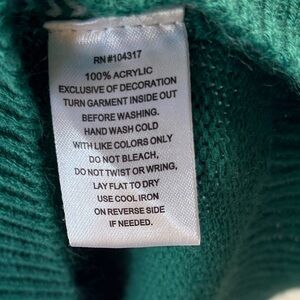 RN #104317
100% ACRYLIC
EXCLUSIVE OF DECORATION
TURN GARMENT INSIDE OUT
BEFORE WASHING.
HAND WASH COLD
WITH LIKE COLORS ONLY
DO NOT BLEACH,
DO NOT TWIST OR WRING,
LAY FLAT TO DRY
USE COOL IRON
ON REVERSE SIDE
IF NEEDED.